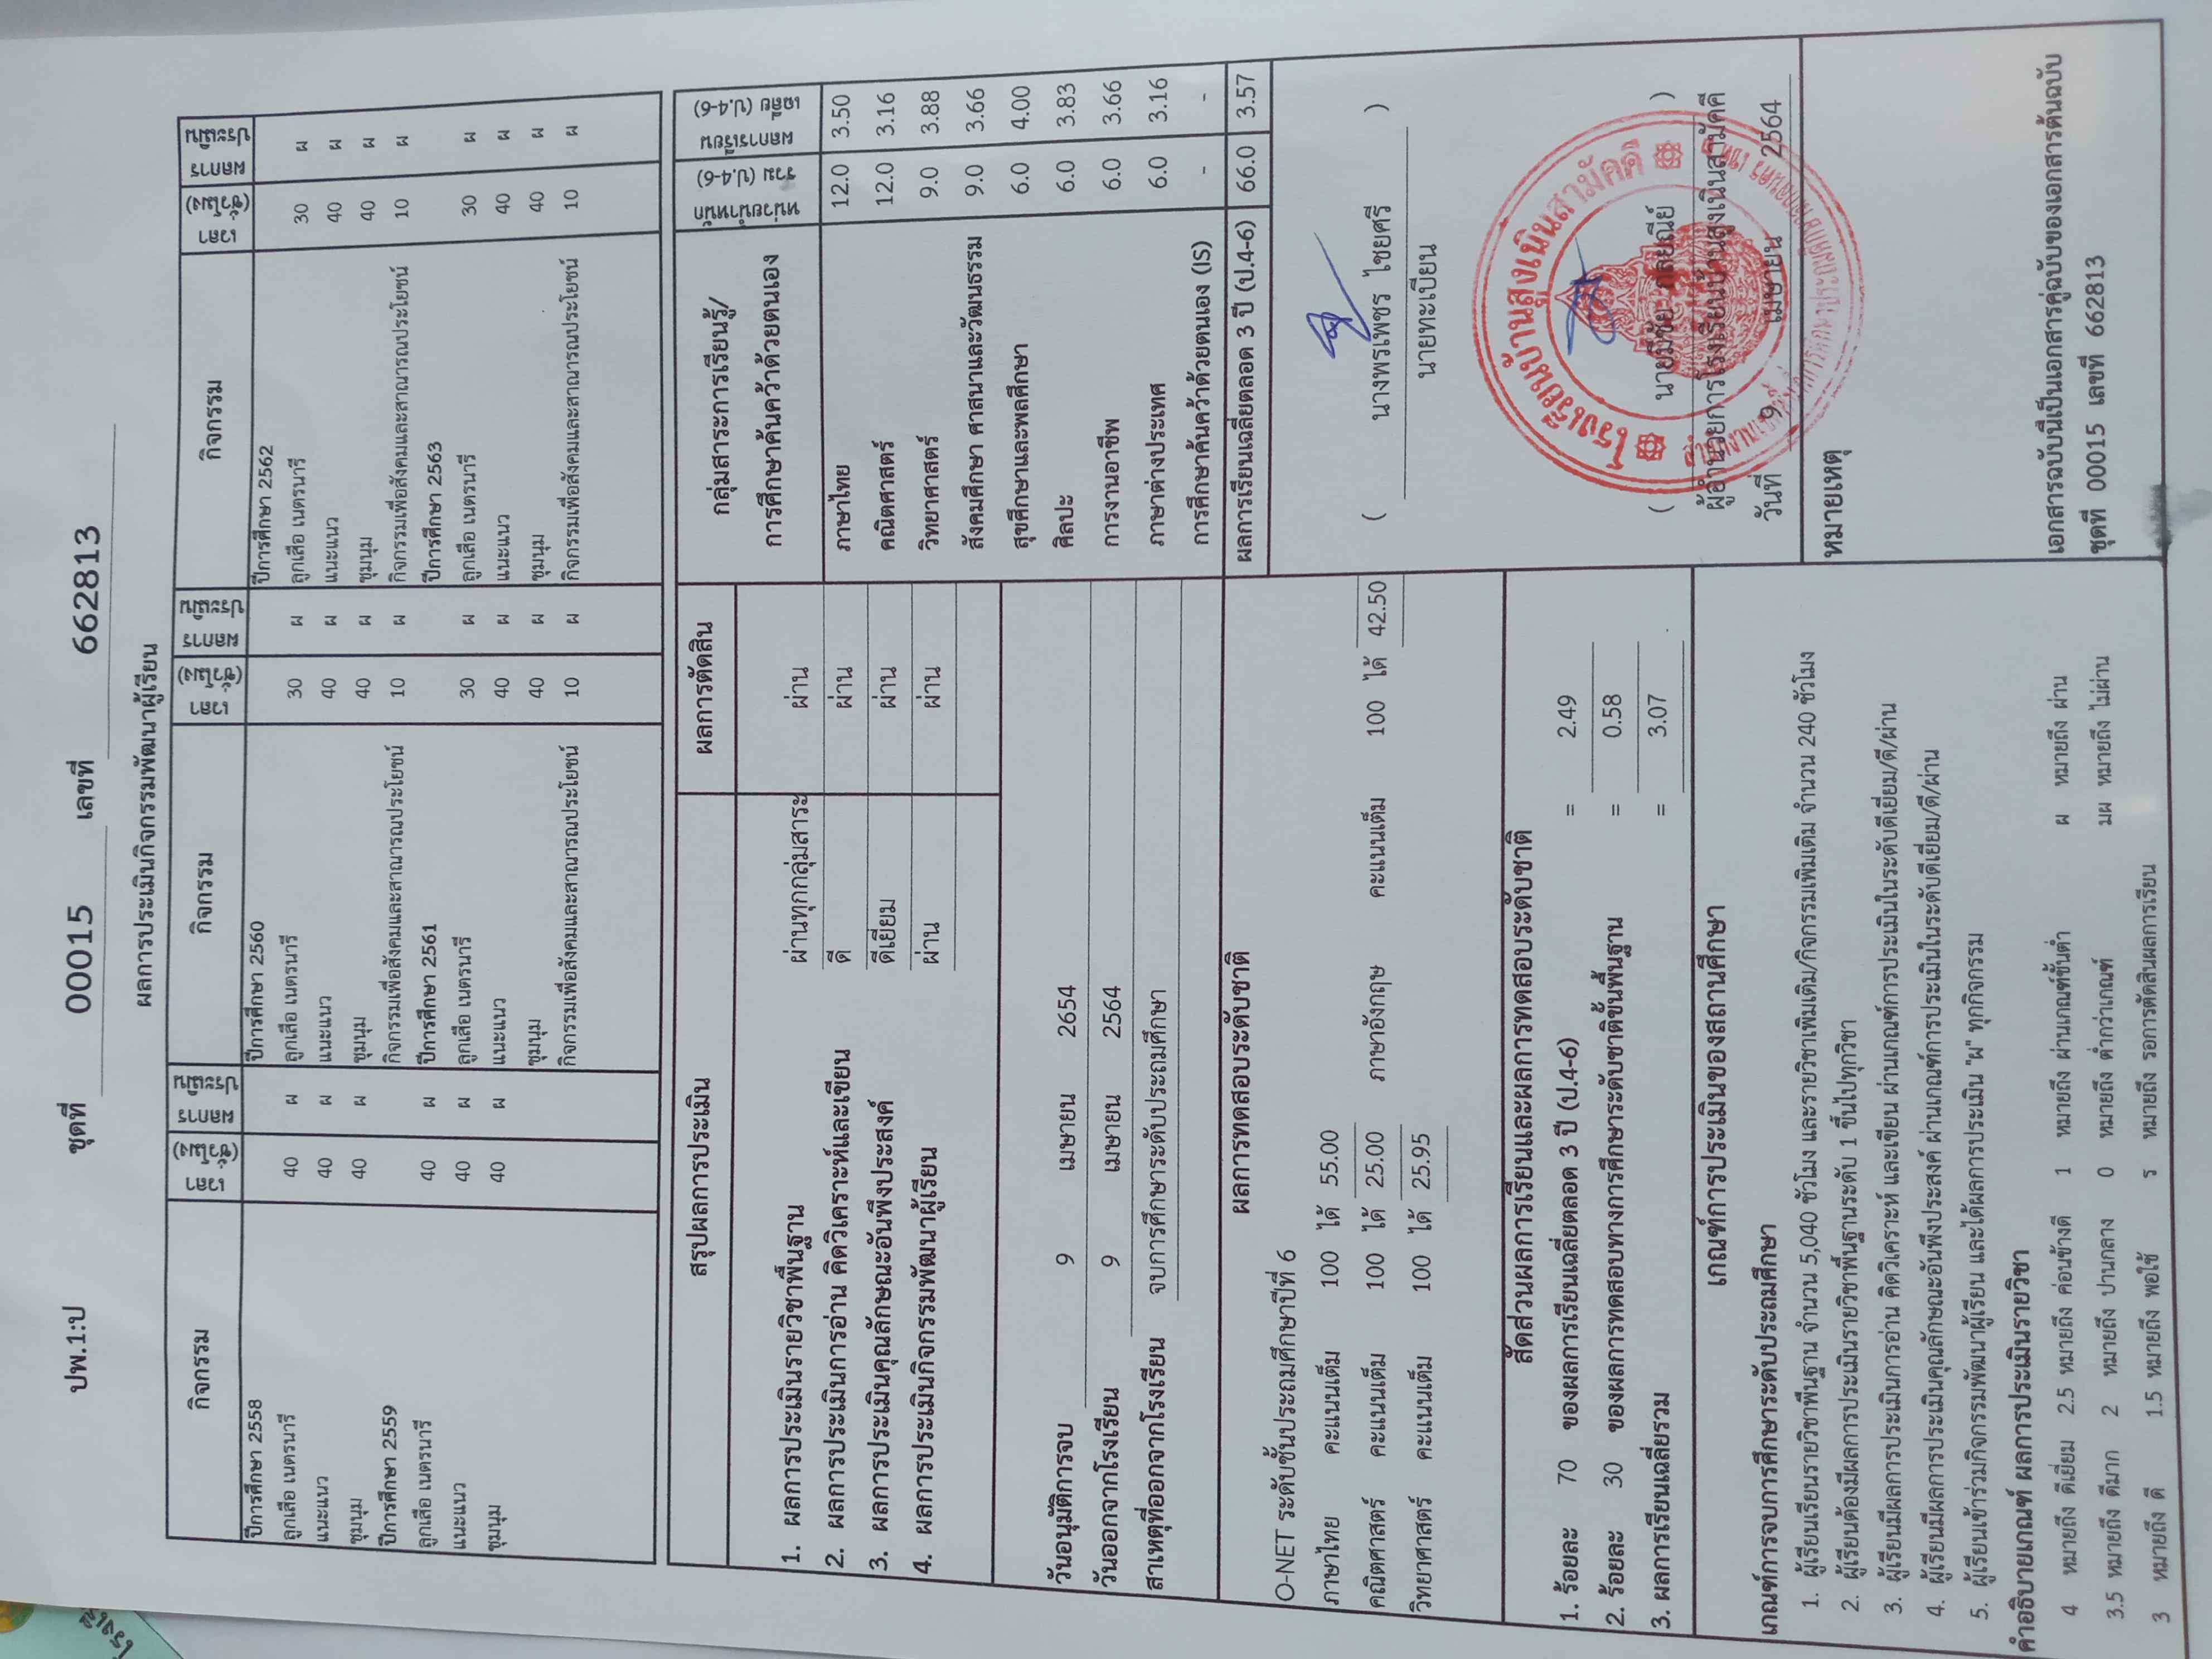 ปพ.1:ป ชุดที่ 00015 เลขที่ 662813
ผลการประเมินกิจกรรมพัฒนาผู้เรียน
กิจกรรม เวลา (ชั่วโมง) ผลการประเมิน กิจกรรม เวลา (ชั่วโมง) ผลการประเมิน กิจกรรม เวลา (ชั่วโมง) ผลการประเมิน
ปีการศึกษา 2558 ปีการศึกษา 2560 ปีการศึกษา 2562
ลูกเสือ เนตรนารี 40 ผ ลูกเสือ เนตรนารี 30 ผ ลูกเสือ เนตรนารี 30 ผ
แนะแนว 40 ผ แนะแนว 40 ผ แนะแนว 40 ผ
ชุมนุม 40 ผ ชุมนุม 40 ผ ชุมนุม 40 ผ
ปีการศึกษา 2559 กิจกรรมเพื่อสังคมและสาณารณประโยชน์ 10 ผ กิจกรรมเพื่อสังคมและสาณารณประโยชน์ 10 ผ
ลูกเสือ เนตรนารี 40 ผ ปีการศึกษา 2561 ปีการศึกษา 2563
แนะแนว 40 ผ ลูกเสือ เนตรนารี 30 ผ ลูกเสือ เนตรนารี 30 ผ
ชุมนุม 40 ผ แนะแนว 40 ผ แนะแนว 40 ผ
ชุมนุม 40 ผ ชุมนุม 40 ผ
กิจกรรมเพื่อสังคมและสาณารณประโยชน์ 10 ผ กิจกรรมเพื่อสังคมและสาณารณประโยชน์ 10 ผ
สรุปผลการประเมิน ผลการตัดสิน
1. ผลการประเมินรายวิชาพื้นฐาน ผ่านทุกกลุ่มสาระ ผ่าน
2. ผลการประเมินการอ่าน คิดวิเคราะห์และเขียน ดี ผ่าน
3. ผลการประเมินคุณลักษณะอันพึงประสงค์ ดีเยี่ยม ผ่าน
4. ผลการประเมินกิจกรรมพัฒนาผู้เรียน ผ่าน ผ่าน
วันอนุมัติการจบ 9 เมษายน 2654
วันออกจากโรงเรียน 9 เมษายน 2564
สาเหตุที่ออกจากโรงเรียน จบการศึกษาระดับประถมศึกษา
ผลการทดสอบระดับชาติ
O-NET ระดับชั้นประถมศึกษาปีที่ 6
ภาษาไทย คะแนนเต็ม 100 ได้ 55.00
คณิตศาสตร์ คะแนนเต็ม 100 ได้ 25.00 ภาษาอังกฤษ คะแนนเต็ม 100 ได้ 42.50
วิทยาศาสตร์ คะแนนเต็ม 100 ได้ 25.95
สัดส่วนผลการเรียนและผลการทดสอบระดับชาติ
1. ร้อยละ 70 ของผลการเรียนเฉลี่ยตลอด 3 ปี (ป.4-6) = 2.49
2. ร้อยละ 30 ของผลการทดสอบทางการศึกษาระดับชาติขั้นพื้นฐาน = 0.58
3. ผลการเรียนเฉลี่ยรวม = 3.07
เกณฑ์การประเมินของสถานศึกษา
เกณฑ์การจบการศึกษาระดับประถมศึกษา
1. ผู้เรียนเรียนรายวิชาพื้นฐาน จำนวน 5,040 ชั่วโมง และรายวิชาเพิ่มเติม/กิจกรรมเพิ่มเติม จำนวน 240 ชั่วโมง
2. ผู้เรียนต้องมีผลการประเมินรายวิชาพื้นฐานระดับ 1 ขึ้นไปทุกวิชา
3. ผู้เรียนมีผลการประเมินการอ่าน คิดวิเคราะห์ และเขียน ผ่านเกณฑ์การประเมินในระดับดีเยี่ยม/ดี/ผ่าน
4. ผู้เรียนมีผลการประเมินคุณลักษณะอันพึงประสงค์ ผ่านเกณฑ์การประเมินในระดับดีเยี่ยม/ดี/ผ่าน
5. ผู้เรียนเข้าร่วมกิจกรรมพัฒนาผู้เรียน และได้ผลการประเมิน "ผ" ทุกกิจกรรม
คำอธิบายเกณฑ์ ผลการประเมินรายวิชา
4 หมายถึง ดีเยี่ยม 2.5 หมายถึง ค่อนข้างดี 1 หมายถึง ผ่านเกณฑ์ขั้นต่ำ ผ หมายถึง ผ่าน
3.5 หมายถึง ดีมาก 2 หมายถึง ปานกลาง 0 หมายถึง ต่ำกว่าเกณฑ์ มผ หมายถึง ไม่ผ่าน
3 หมายถึง ดี 1.5 หมายถึง พอใช้ ร หมายถึง รอการตัดสินผลการเรียน
กลุ่มสาระการเรียนรู้/ การศึกษาค้นคว้าด้วยตนเอง หน่วยน้ำหนัก รวม (ป.4-6) ผลการเรียน เฉลี่ย (ป.4-6)
ภาษาไทย 12.0 3.50
คณิตศาสตร์ 12.0 3.16
วิทยาศาสตร์ 9.0 3.88
สังคมศึกษา ศาสนาและวัฒนธรรม 9.0 3.66
สุขศึกษาและพลศึกษา 6.0 4.00
ศิลปะ 6.0 3.83
การงานอาชีพ 6.0 3.66
ภาษาต่างประเทศ 6.0 3.16
การศึกษาค้นคว้าด้วยตนเอง (IS) - -
ผลการเรียนเฉลี่ยตลอด 3 ปี (ป.4-6) 66.0 3.57
( นางพรเพชร ไชยศรี )
นายทะเบียน
โรงเรียนบ้านสูงเนินสามัคคี
( นายมีชัย )
ผู้อำนวยการโรงเรียนบ้านสูงเนินสามัคคี
วันที่ 9 เมษายน 2564
หมายเหตุ
เอกสารฉบับนี้เป็นเอกสารคู่ฉบับของเอกสารต้นฉบับ
ชุดที่ 00015 เลขที่ 662813